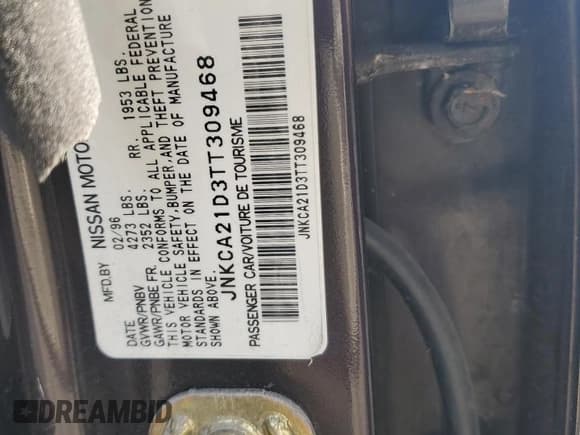 MFD.BY NISSAN MOTO
DATE 02/96
GVWR/PNBV 4273 LBS.
GAWR/PNBE FR. 2352 LBS. RR. 1953 LBS.
THIS VEHICLE CONFORMS TO ALL APPLICABLE FEDERAL
MOTOR VEHICLE SAFETY,BUMPER,AND THEFT PREVENTION
STANDARDS IN EFFECT ON THE DATE OF MANUFACTURE
SHOWN ABOVE.
JNKCA21D3TT309468
PASSENGER CAR/VOITURE DE TOURISME
JNKCA21D3TT309468
DREAMBID